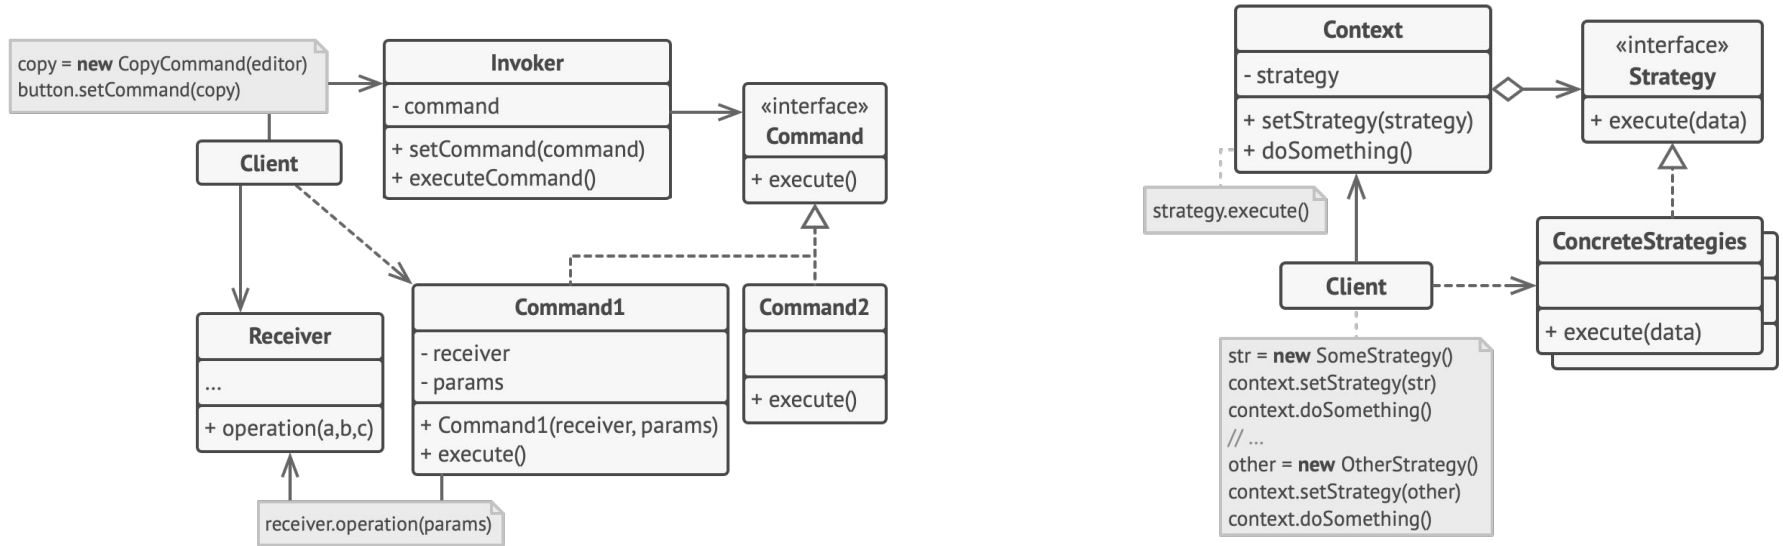 copy = new CopyCommand(editor)
button.setCommand(copy)
Client
Invoker
- command
+ setCommand(command)
+ executeCommand()
«interface»
Command
+ execute()
Receiver
...
+ operation(a,b,c)
Command1
- receiver
- params
+ Command1(receiver, params)
+ execute()
Command2
+ execute()
receiver.operation(params)
Context
- strategy
+ setStrategy(strategy)
+ doSomething()
«interface»
Strategy
+ execute(data)
strategy.execute()
Client
ConcreteStrategies
+ execute(data)
str = new SomeStrategy()
context.setStrategy(str)
context.doSomething()
// ...
other = new OtherStrategy()
context.setStrategy(other)
context.doSomething()